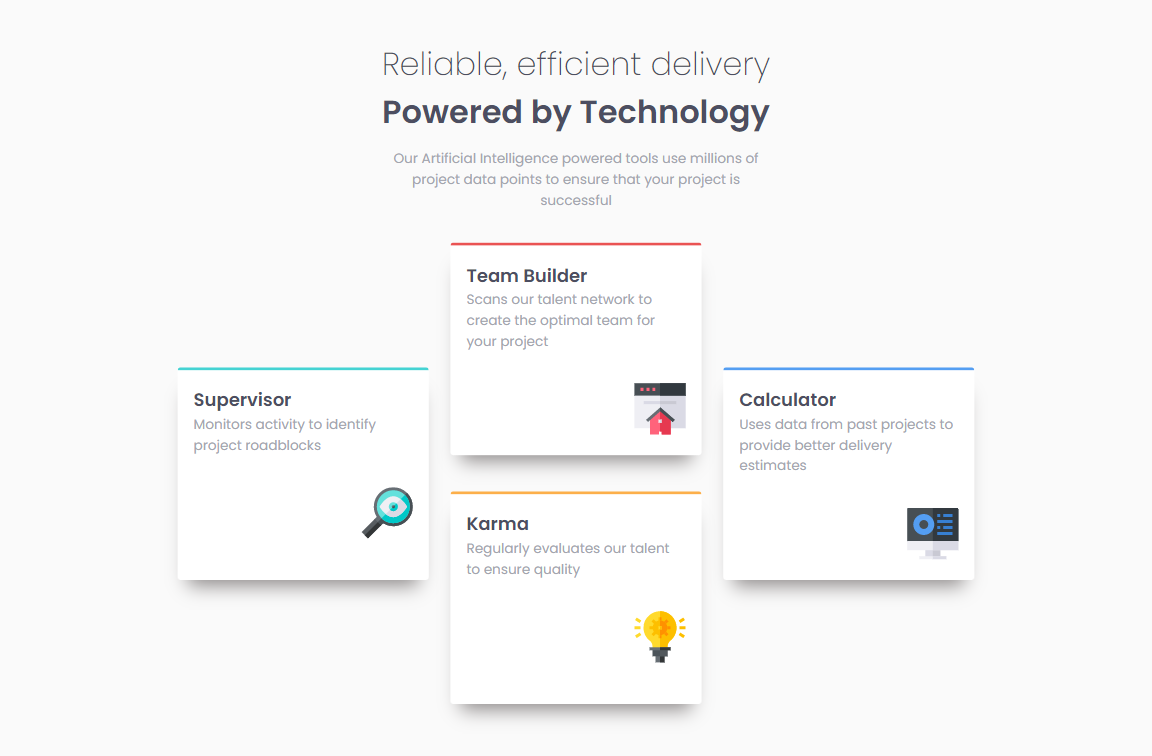 Reliable, efficient delivery
Powered by Technology
Our Artificial Intelligence powered tools use millions of
project data points to ensure that your project is
successful
Team Builder
Scans our talent network to
create the optimal team for
your project
Supervisor
Monitors activity to identify
project roadblocks
Calculator
Uses data from past projects to
provide better delivery
estimates
Karma
Regularly evaluates our talent
to ensure quality